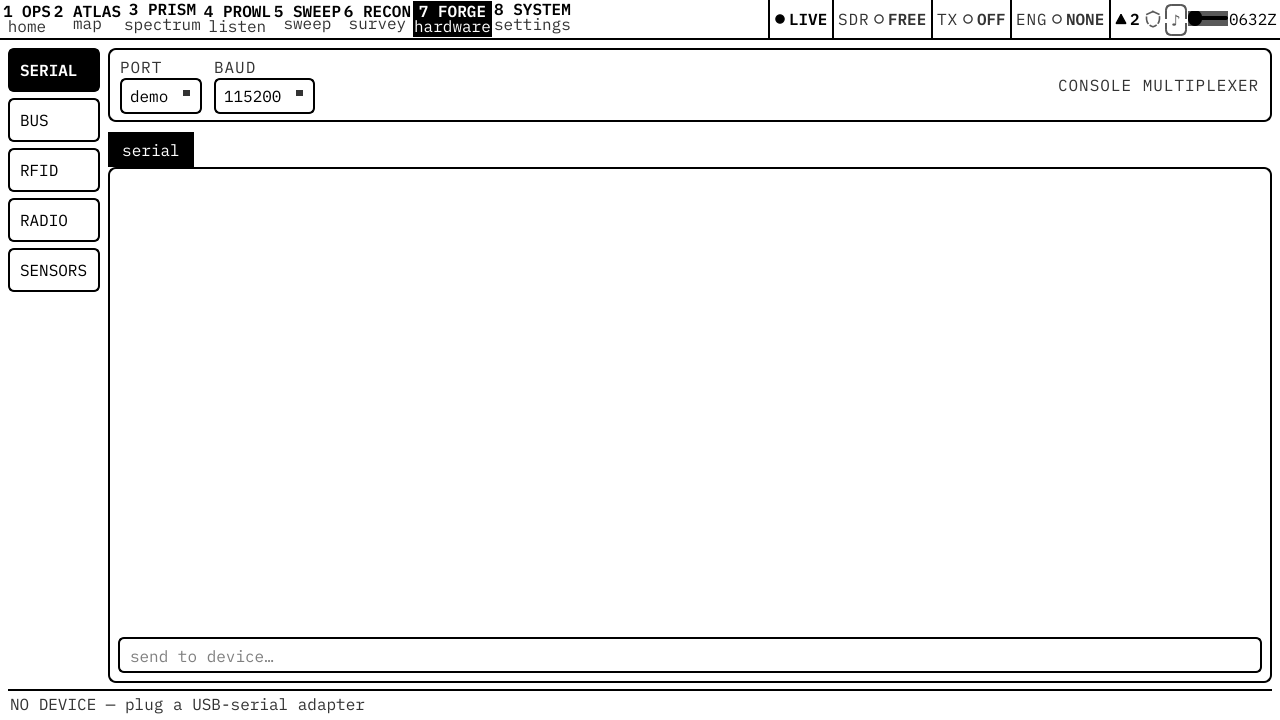 1 OPS 2 ATLAS 3 PRISM 4 PROWL 5 SWEEP 6 RECON 7 FORGE 8 SYSTEM
home map spectrum listen sweep survey hardware settings
LIVE SDR FREE TX OFF ENG NONE 2 ♪ 0632Z
SERIAL
BUS
RFID
RADIO
SENSORS
PORT BAUD
demo 115200
CONSOLE MULTIPLEXER
serial
send to device…
NO DEVICE — plug a USB-serial adapter